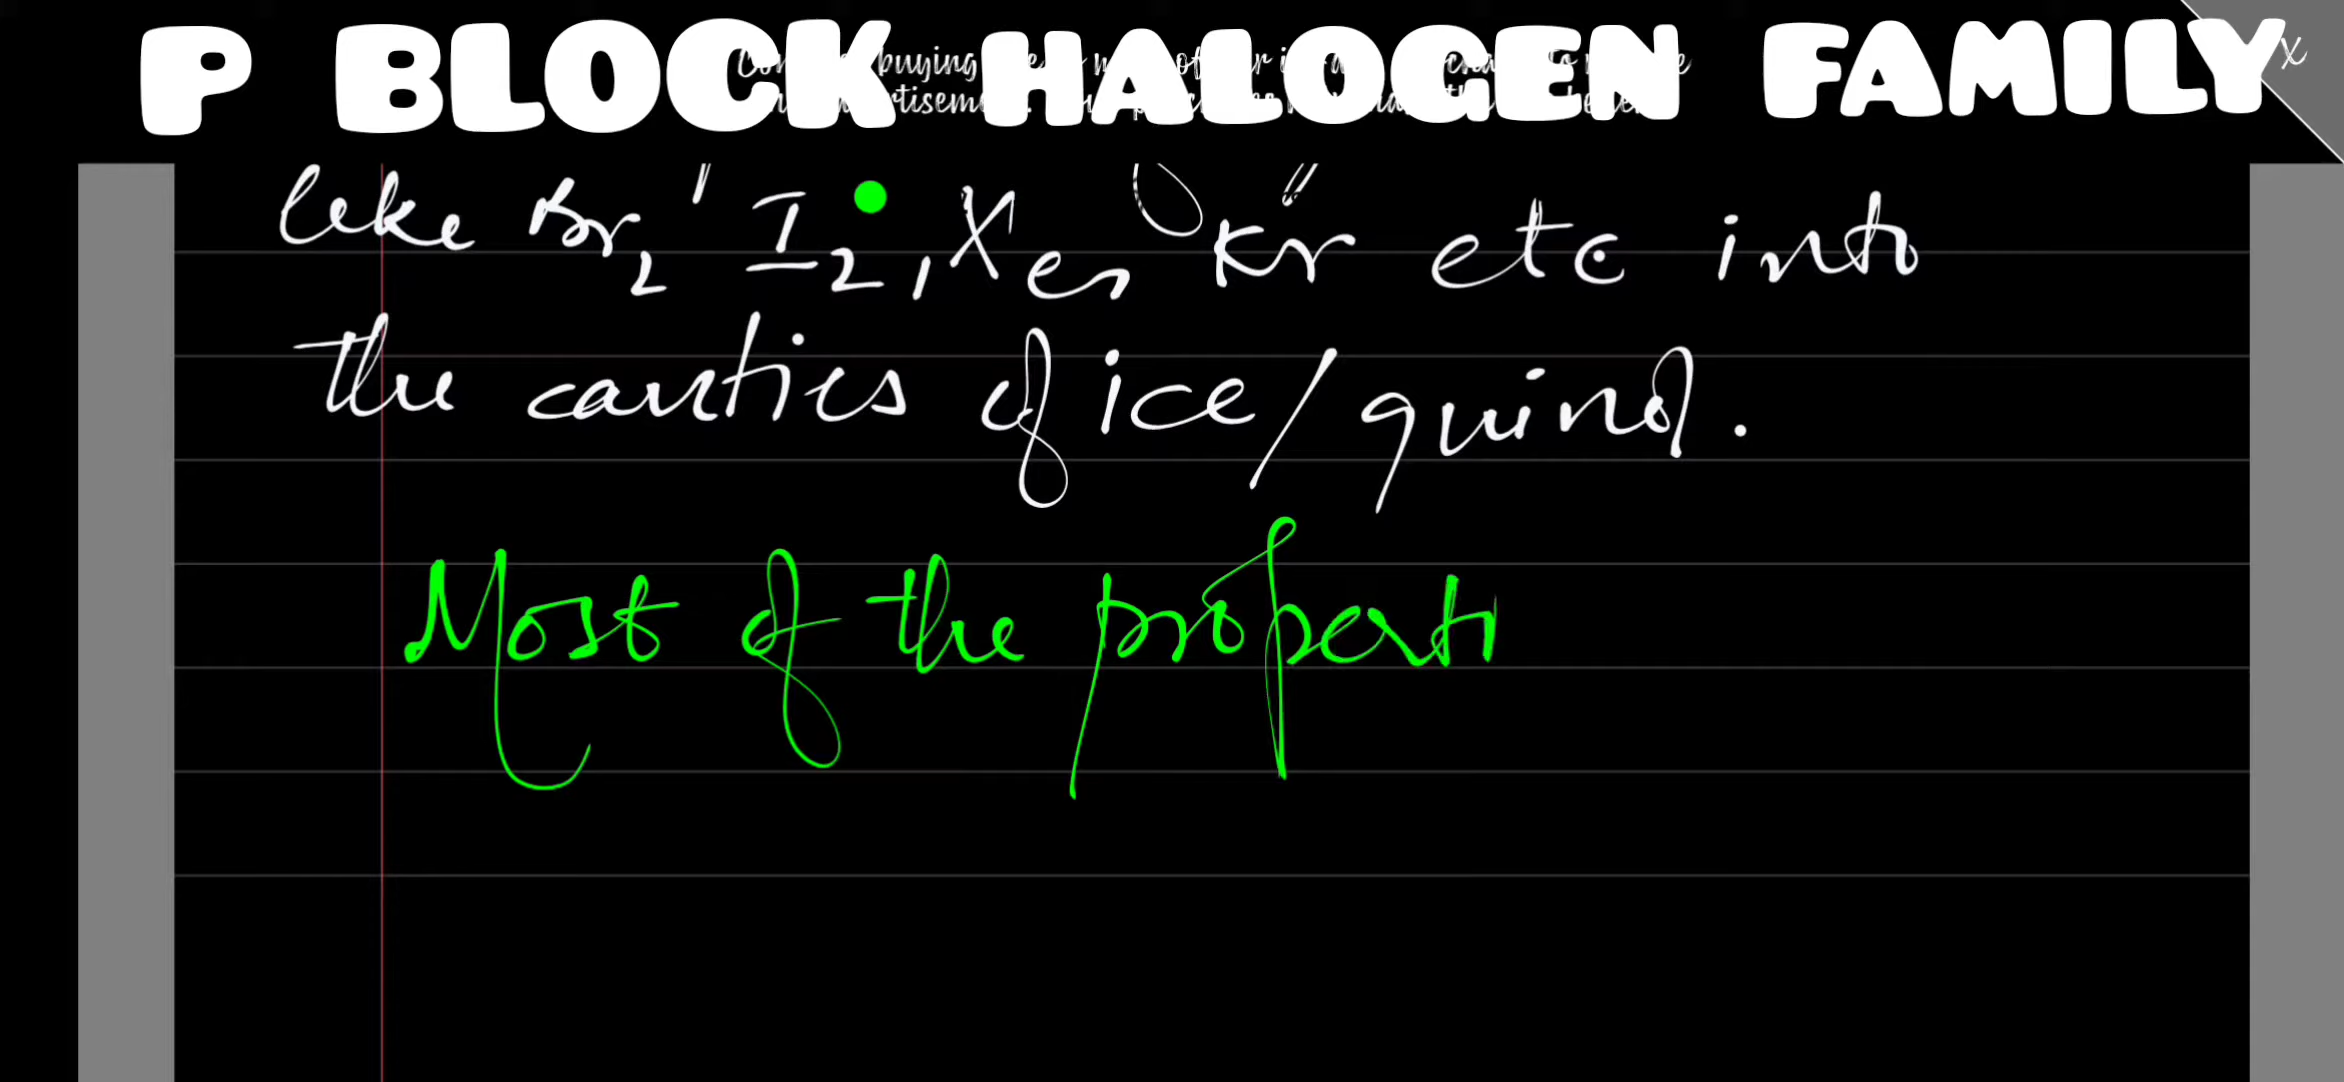 P BLOCK HALOGEN FAMILY
like Br₂, I₂, Xe, Kr etc into
the cavities of ice/quinol.
Most of the properti